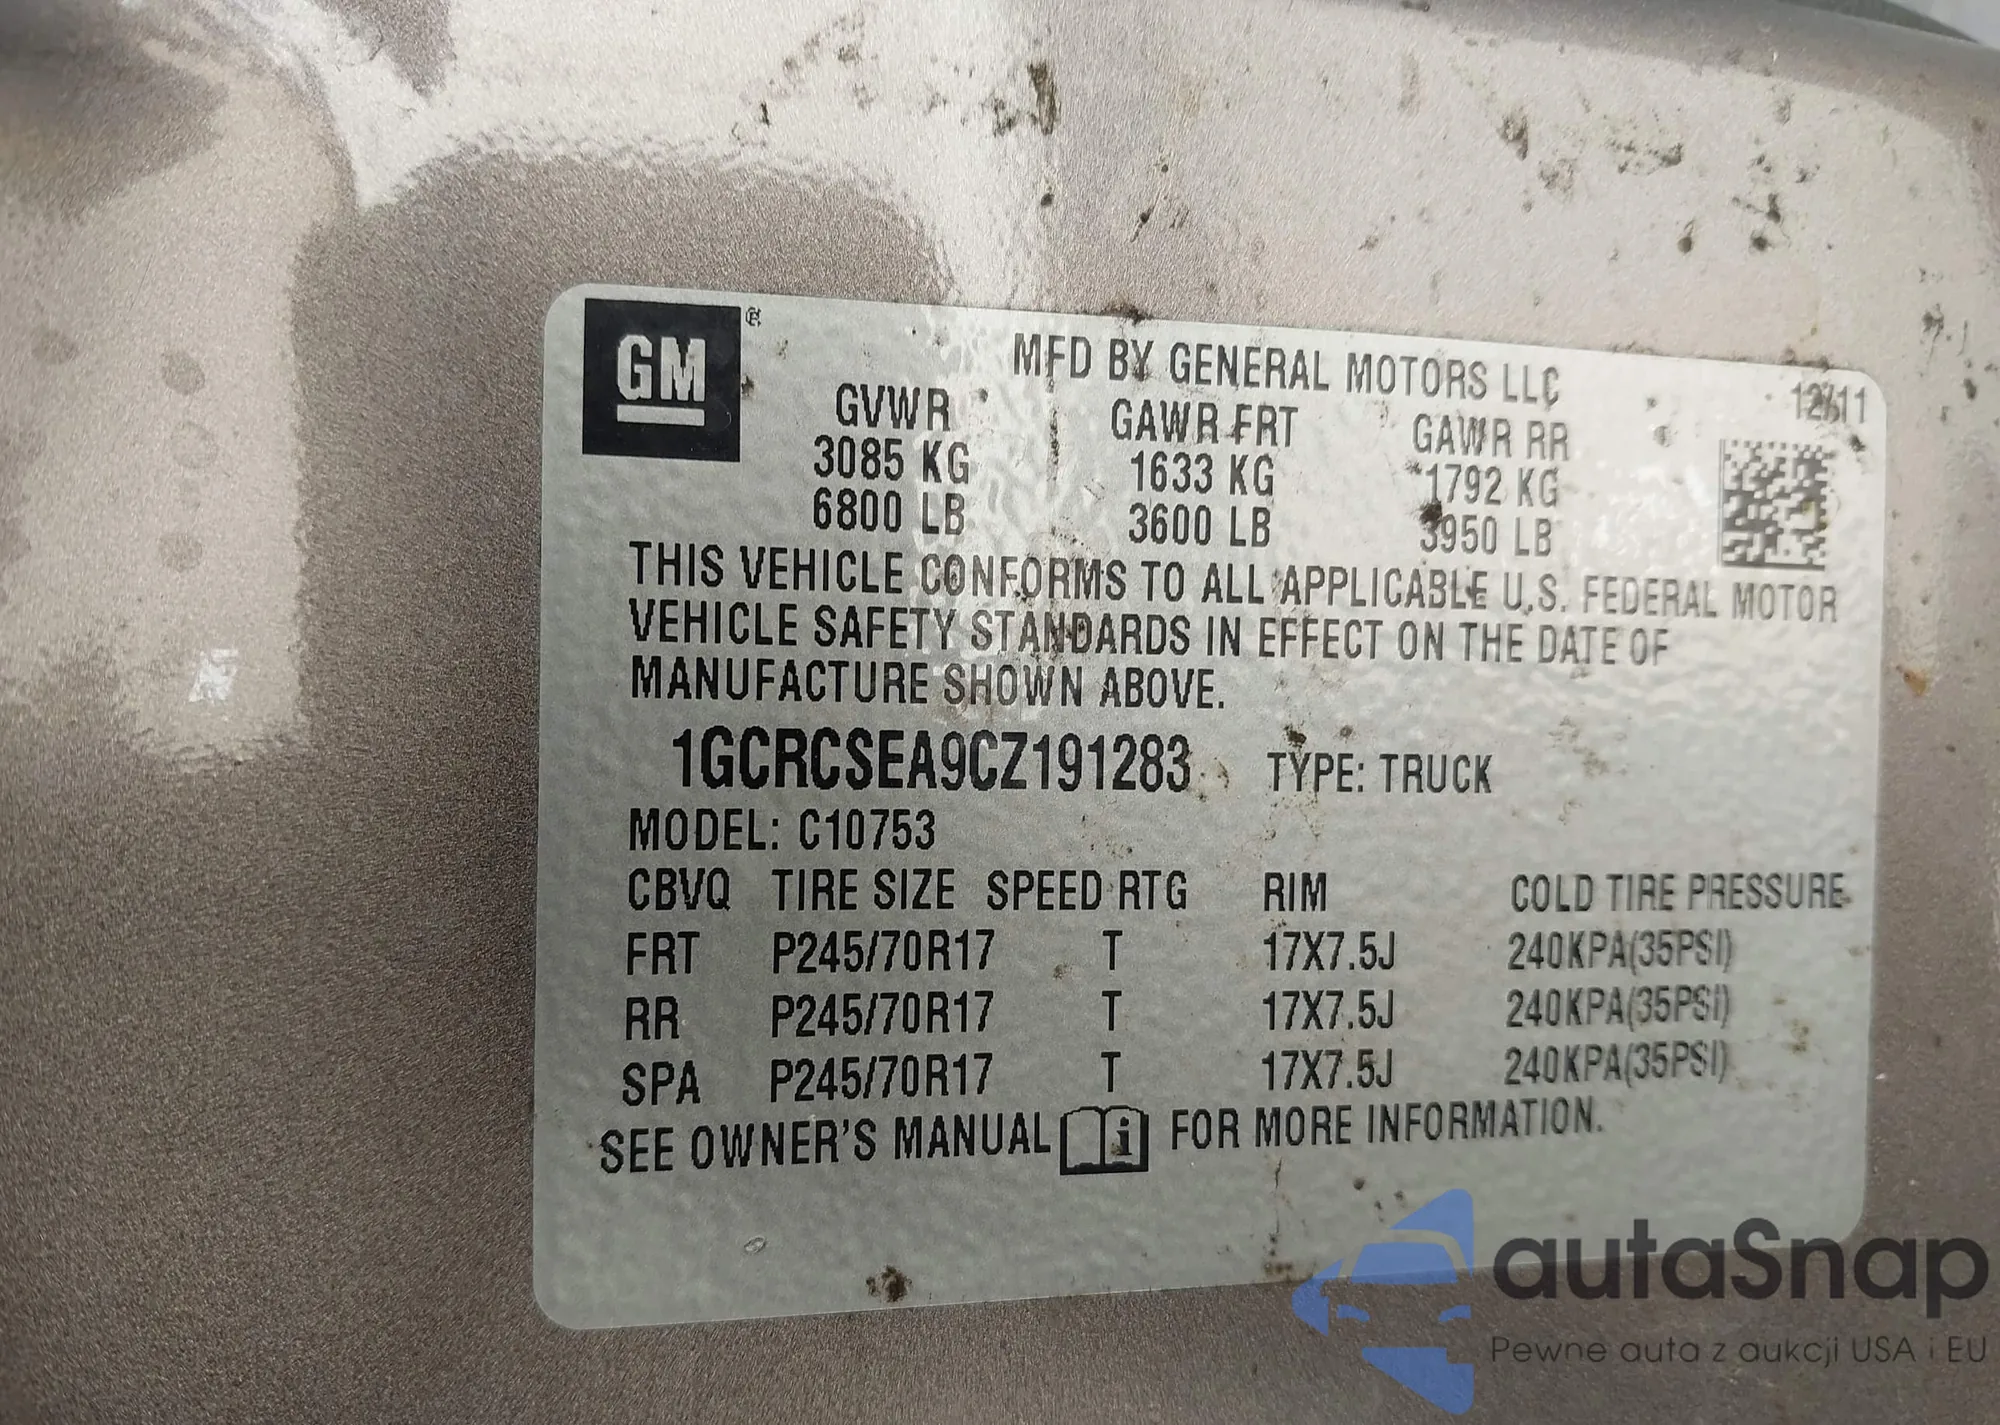 GM ®
MFD BY GENERAL MOTORS LLC
12/11
GVWR GAWR FRT GAWR RR
3085 KG 1633 KG 1792 KG
6800 LB 3600 LB 3950 LB
THIS VEHICLE CONFORMS TO ALL APPLICABLE U.S. FEDERAL MOTOR
VEHICLE SAFETY STANDARDS IN EFFECT ON THE DATE OF
MANUFACTURE SHOWN ABOVE.
1GCRCSEA9CZ191283 TYPE: TRUCK
MODEL: C10753
CBVQ TIRE SIZE SPEED RTG RIM COLD TIRE PRESSURE
FRT P245/70R17 T 17X7.5J 240KPA(35PSI)
RR P245/70R17 T 17X7.5J 240KPA(35PSI)
SPA P245/70R17 T 17X7.5J 240KPA(35PSI)
SEE OWNER'S MANUAL i FOR MORE INFORMATION.
autaSnap
Pewne auta z aukcji USA i EU